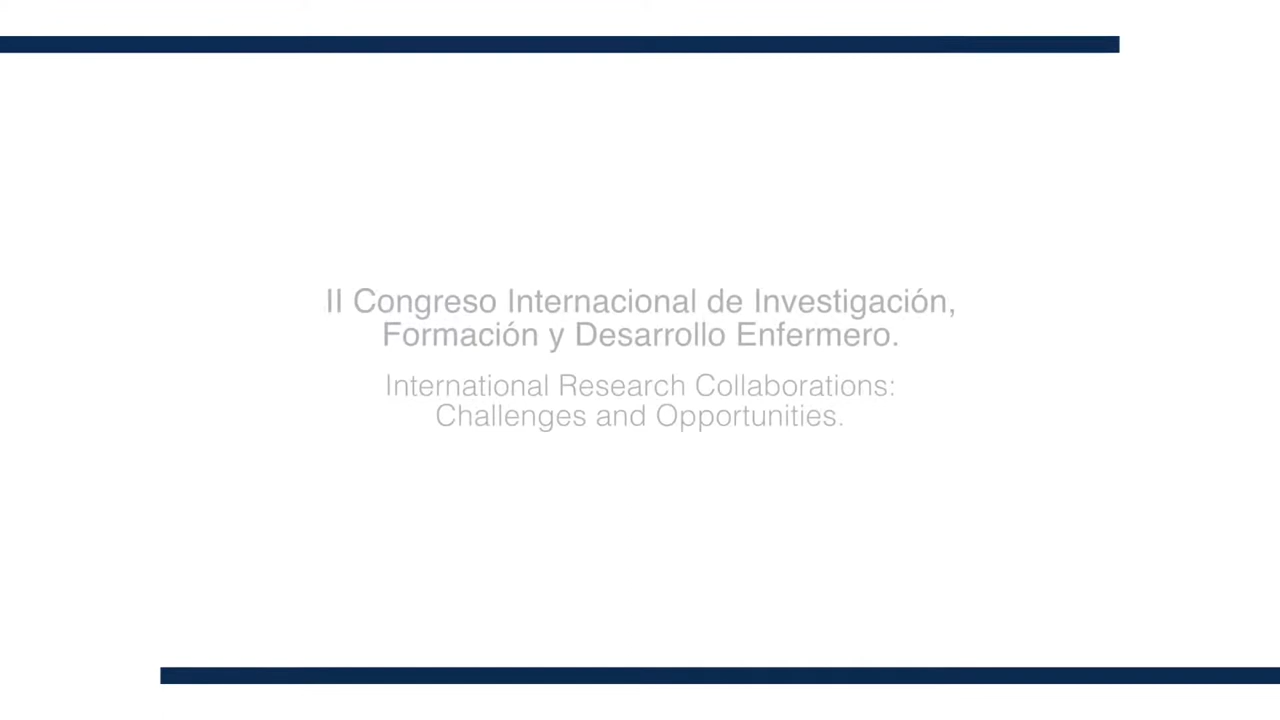 II Congreso Internacional de Investigación,
Formación y Desarrollo Enfermero.
International Research Collaborations:
Challenges and Opportunities.